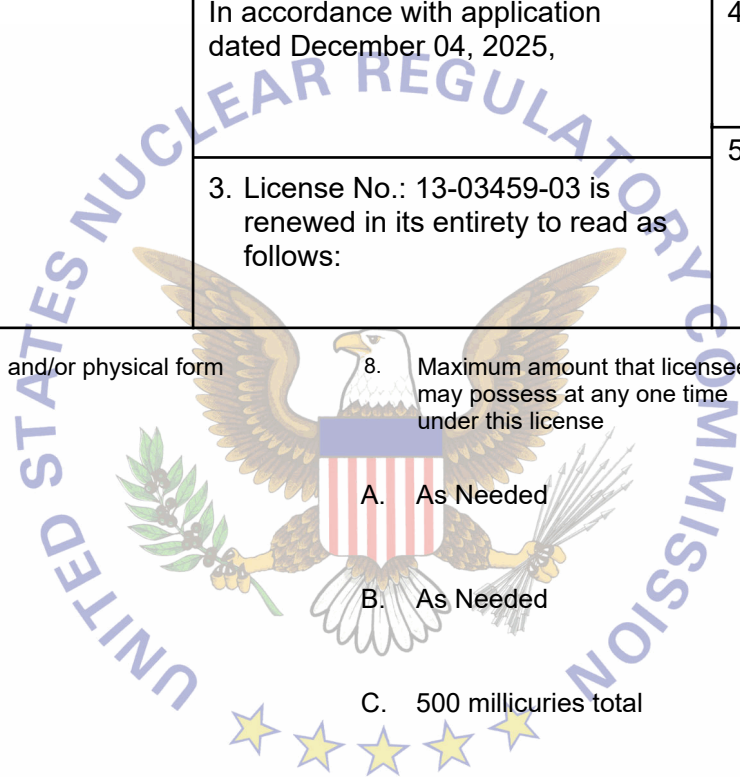 In accordance with application
dated December 04, 2025,
4
5
3. License No.: 13-03459-03 is
renewed in its entirety to read as
follows:
and/or physical form
8. Maximum amount that licensee
may possess at any one time
under this license
A. As Needed
B. As Needed
C. 500 millicuries total
UNITED STATES NUCLEAR REGULATORY COMMISSION